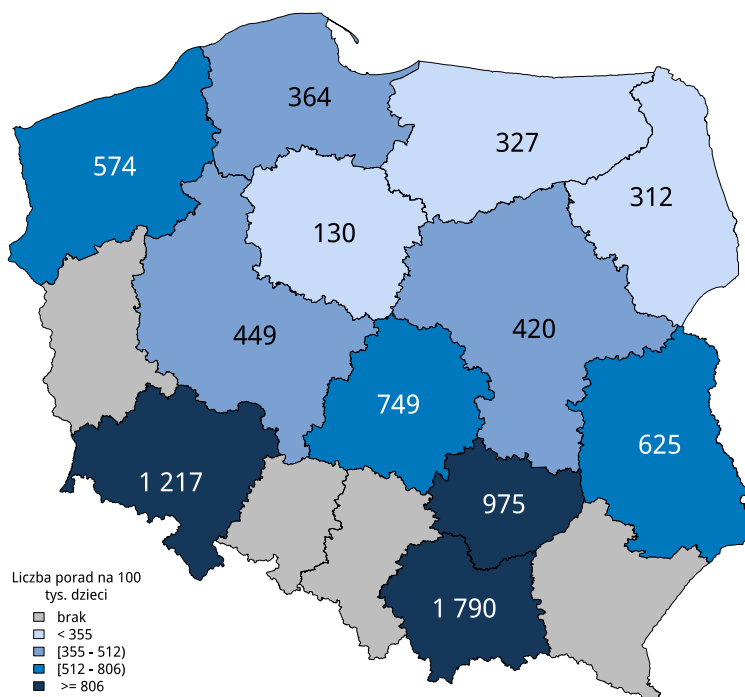 364
327
574
312
130
449
420
749
625
1 217
975
1 790
Liczba porad na 100
tys. dzieci
brak
< 355
[355 - 512)
[512 - 806)
>= 806